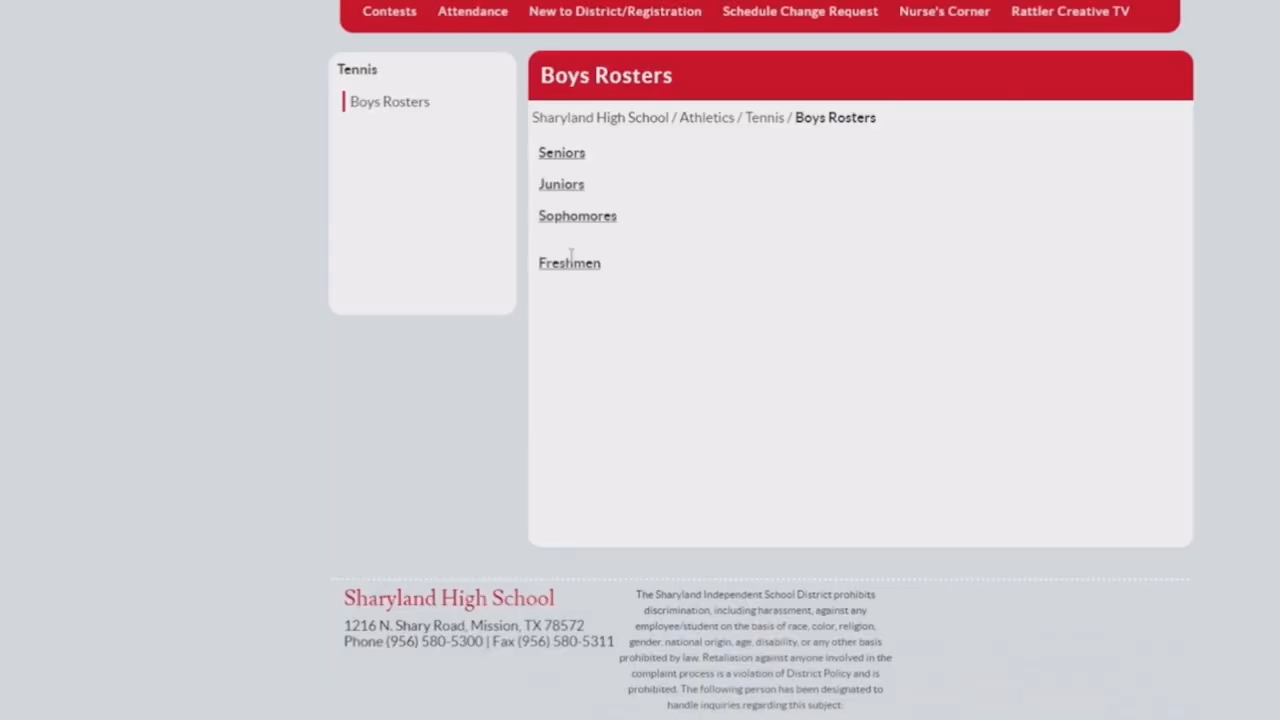 Contests Attendance New to District/Registration Schedule Change Request Nurse's Corner Rattler Creative TV
Tennis
Boys Rosters
Boys Rosters
Sharyland High School / Athletics / Tennis / Boys Rosters
Seniors
Juniors
Sophomores
Freshmen
Sharyland High School
1216 N. Shary Road, Mission, TX 78572
Phone (956) 580-5300 | Fax (956) 580-5311
The Sharyland Independent School District prohibits
discrimination, including harassment, against any
employee/student on the basis of race, color, religion,
gender, national origin, age, disability, or any other basis
prohibited by law. Retaliation against anyone involved in the
complaint process is a violation of District Policy and is
prohibited. The following person has been designated to
handle inquiries regarding this subject: